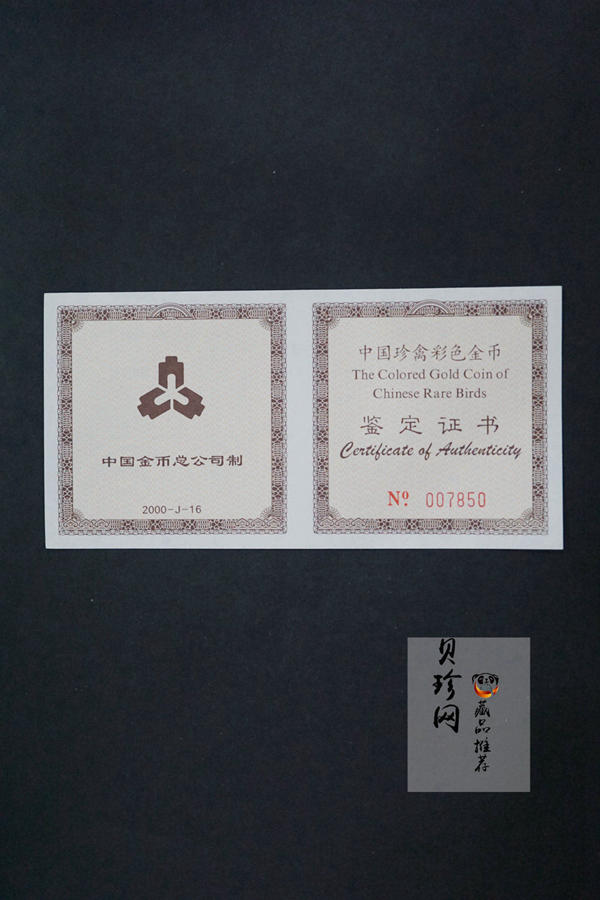 中国金币总公司制
2000-J-16
中国珍禽彩色金币
The Colored Gold Coin of
Chinese Rare Birds
鉴定证书
Certificate of Authenticity
Nº 007850
贝珍网
藏品推荐